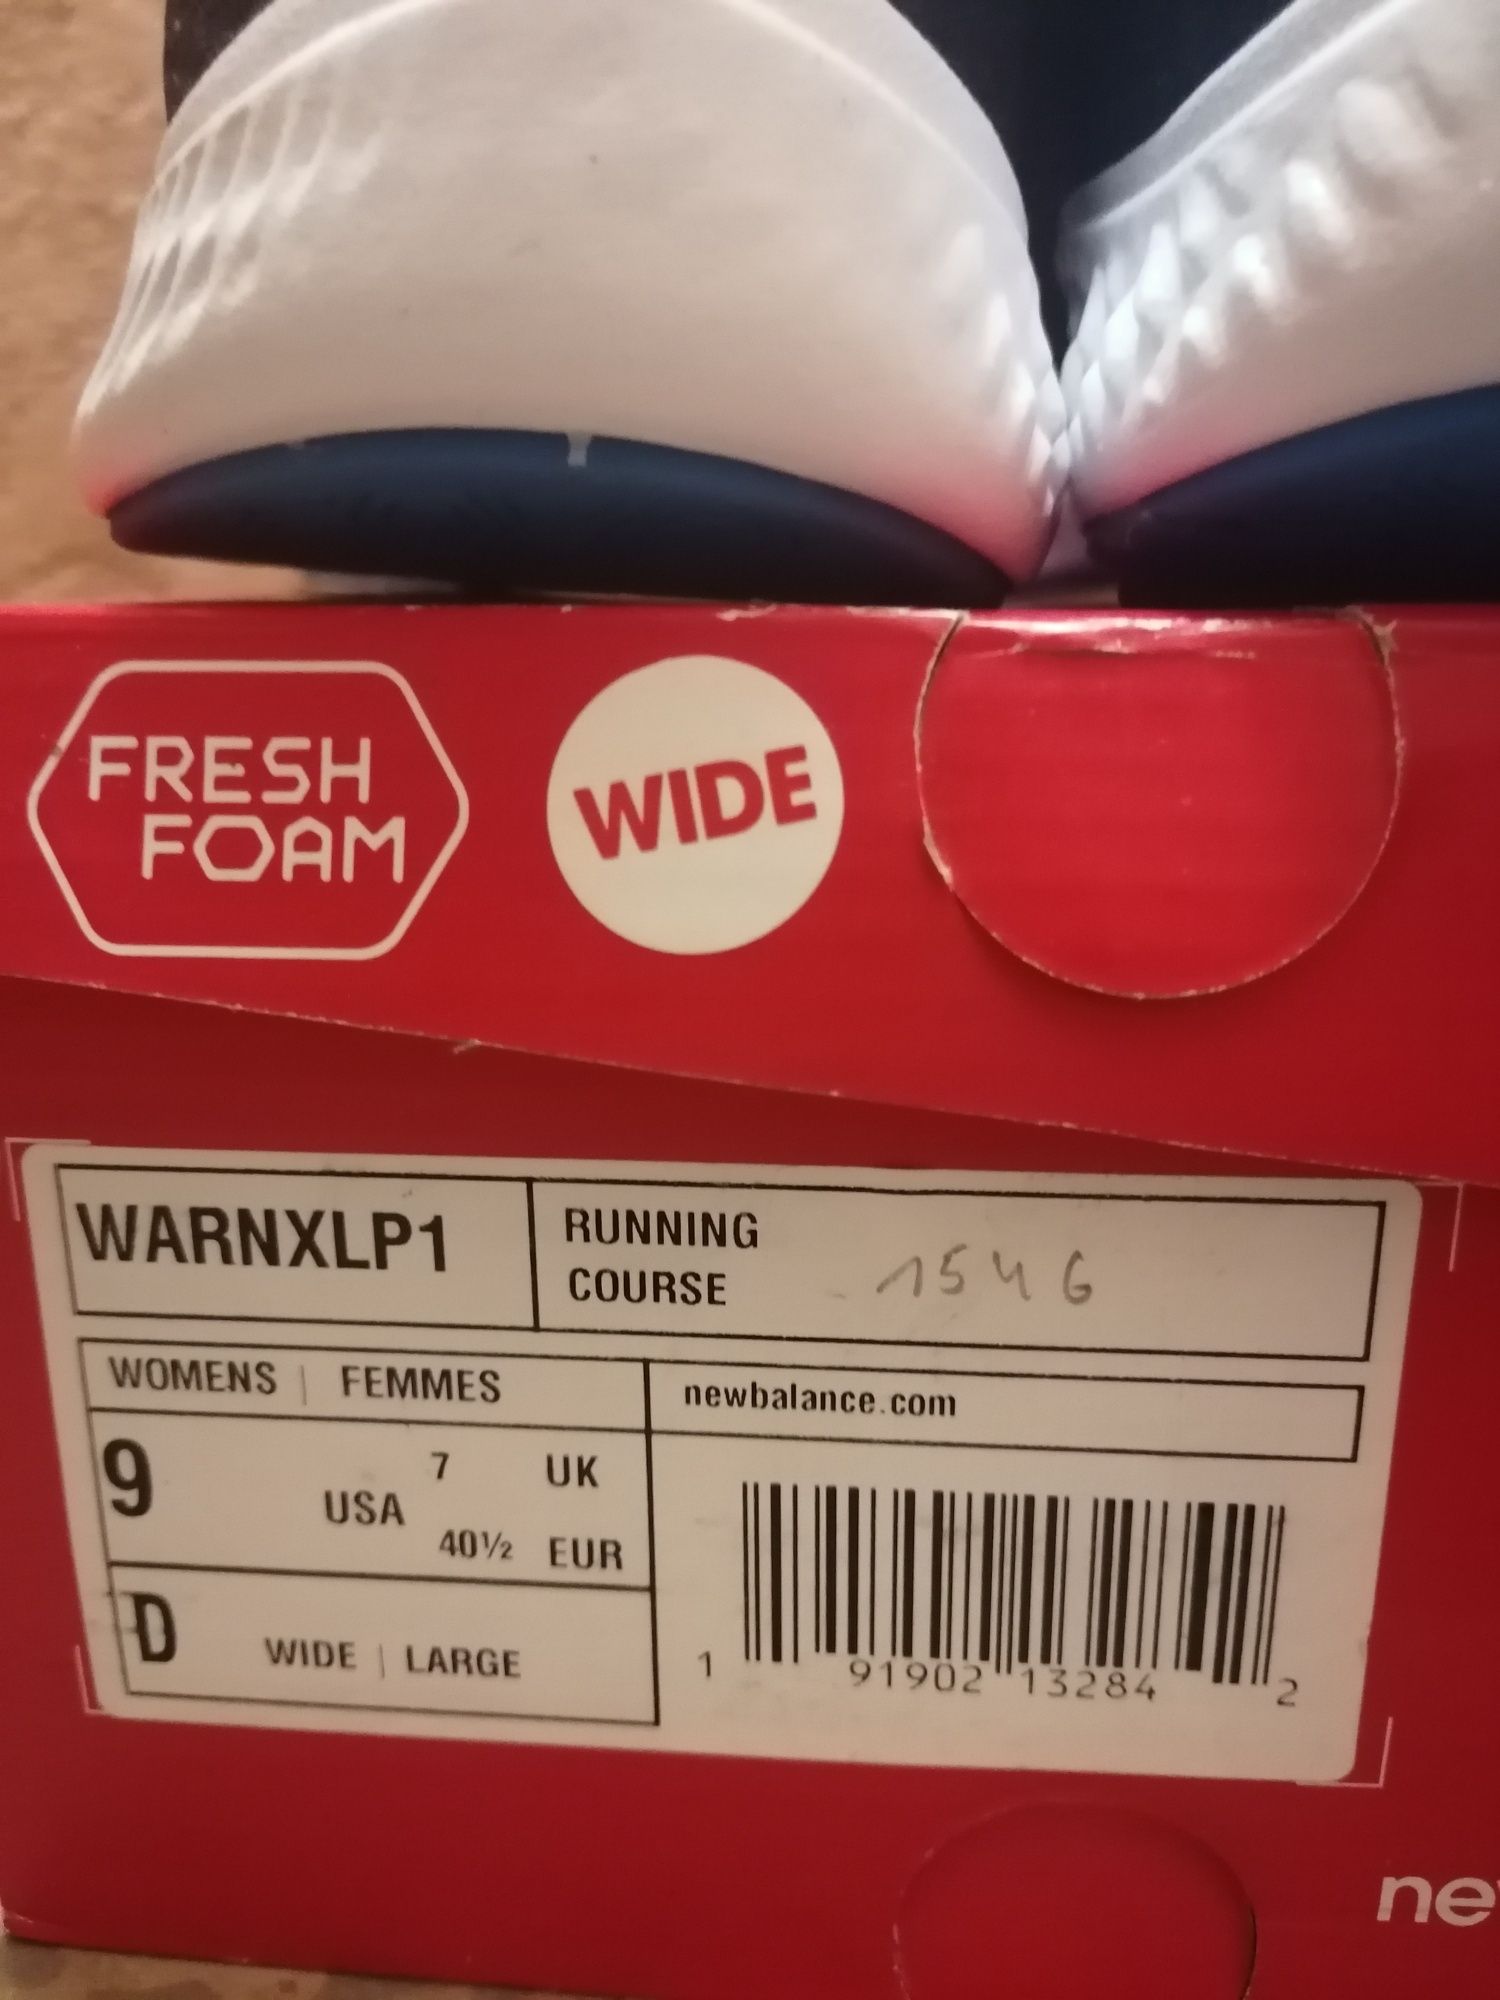 FRESH
FOAM
WIDE
WARNXLP1
RUNNING
COURSE
1546
WOMENS | FEMMES
newbalance.com
9 USA
7 UK
40½ EUR
D WIDE | LARGE
1 91902 13284 2
ne